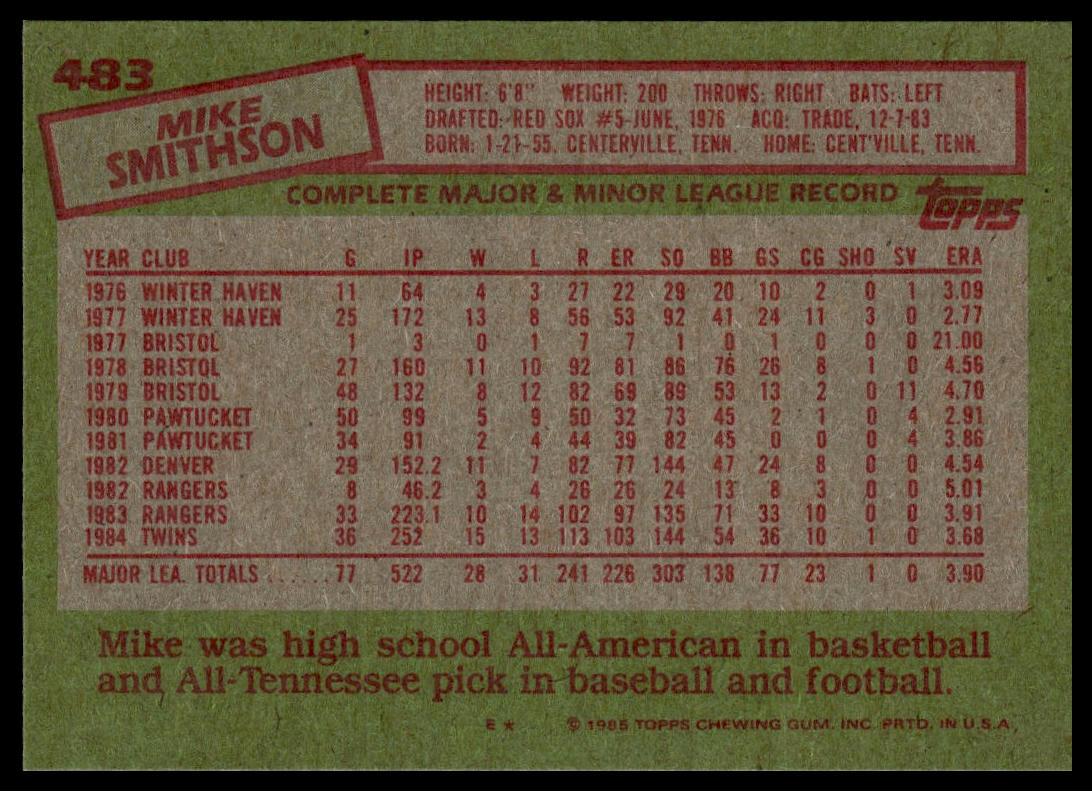 483
MIKE
SMITHSON
HEIGHT: 6'8" WEIGHT: 200 THROWS: RIGHT BATS: LEFT
DRAFTED: RED SOX #5-JUNE, 1976 ACQ: TRADE, 12-7-83
BORN: 1-21-55, CENTERVILLE, TENN. HOME: CENT'VILLE, TENN.
COMPLETE MAJOR & MINOR LEAGUE RECORD
TOPPS
YEAR CLUB G IP W L R ER SO BB GS CG SHO SV ERA
1976 WINTER HAVEN 11 64 4 3 27 22 29 20 10 2 0 1 3.09
1977 WINTER HAVEN 25 172 13 8 56 53 92 41 24 11 3 0 2.77
1977 BRISTOL 1 3 0 1 7 7 1 0 1 0 0 0 21.00
1978 BRISTOL 27 160 11 10 92 81 86 76 26 8 1 0 4.56
1979 BRISTOL 48 132 8 12 82 69 89 53 13 2 0 11 4.70
1980 PAWTUCKET 50 99 5 9 50 32 73 45 2 1 0 4 2.91
1981 PAWTUCKET 34 91 2 4 44 39 82 45 0 0 0 4 3.86
1982 DENVER 29 152.2 11 7 82 77 144 47 24 8 0 0 4.54
1982 RANGERS 8 46.2 3 4 26 26 24 13 8 3 0 0 5.01
1983 RANGERS 33 223.1 10 14 102 97 135 71 33 10 0 0 3.91
1984 TWINS 36 252 15 13 113 103 144 54 36 10 1 0 3.68
MAJOR LEA. TOTALS ...... 77 522 28 31 241 226 303 138 77 23 1 0 3.90
Mike was high school All-American in basketball
and All-Tennessee pick in baseball and football.
E ★ © 1985 TOPPS CHEWING GUM, INC. PRTD. IN U.S.A.